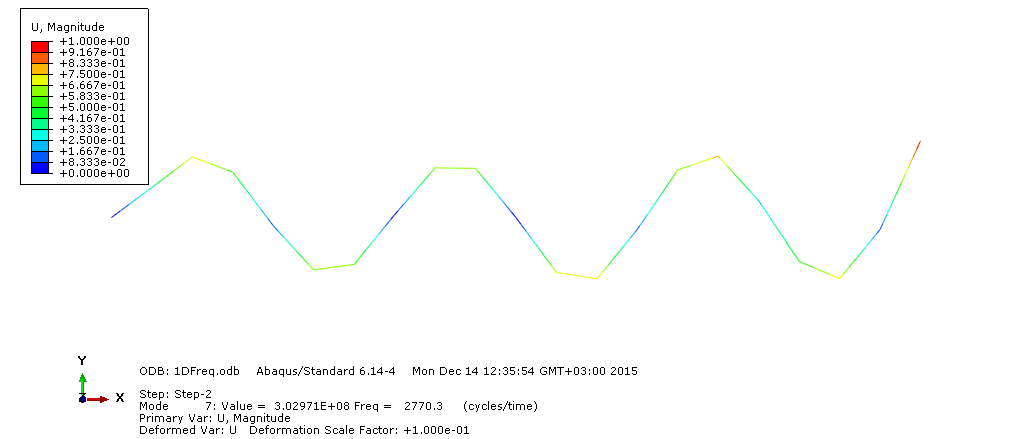 U, Magnitude
+1.000e+00
+9.167e-01
+8.333e-01
+7.500e-01
+6.667e-01
+5.833e-01
+5.000e-01
+4.167e-01
+3.333e-01
+2.500e-01
+1.667e-01
+8.333e-02
+0.000e+00
Y
X
ODB: 1DFreq.odb    Abaqus/Standard 6.14-4    Mon Dec 14 12:35:54 GMT+03:00 2015
Step: Step-2
Mode         7: Value =  3.02971E+08 Freq =   2770.3      (cycles/time)
Primary Var: U, Magnitude
Deformed Var: U   Deformation Scale Factor: +1.000e-01